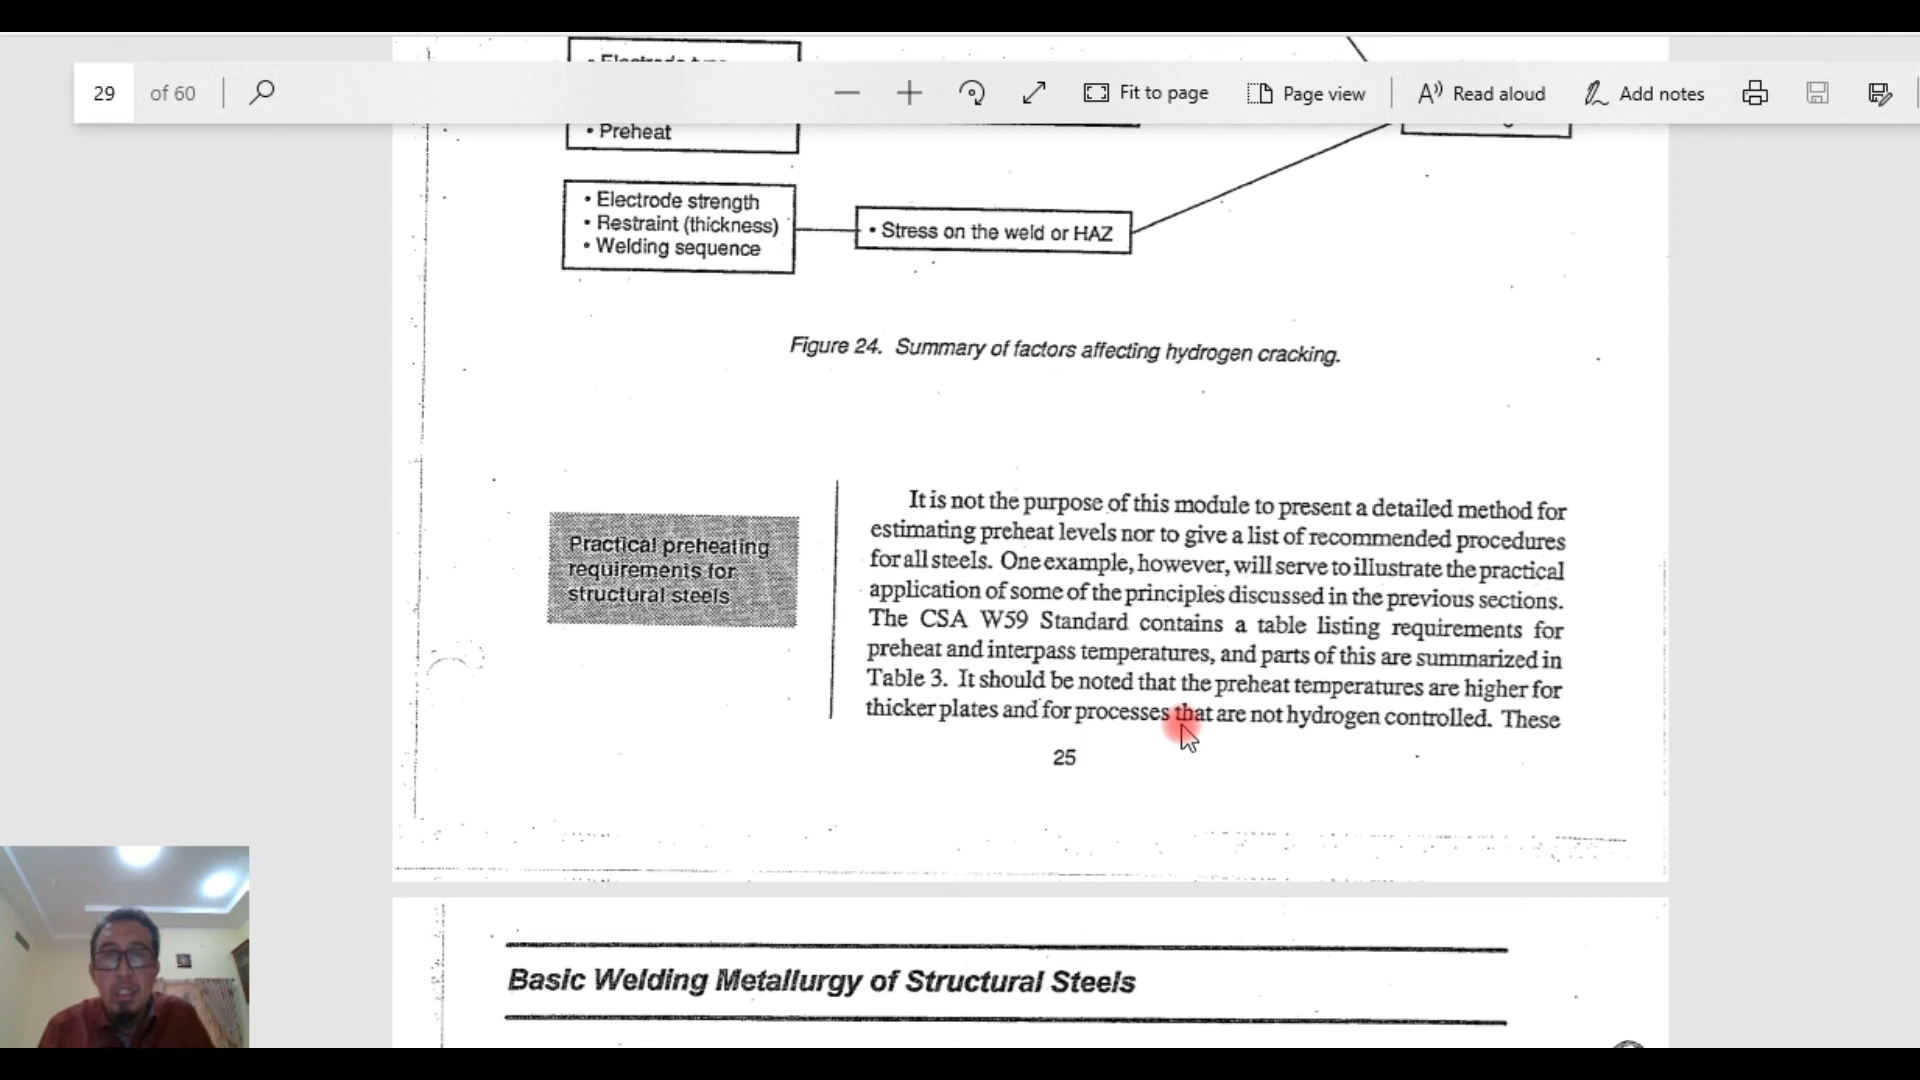 29 of 60 Fit to page Page view Read aloud Add notes
• Preheat
• Electrode strength
• Restraint (thickness)
• Welding sequence
• Stress on the weld or HAZ
Figure 24. Summary of factors affecting hydrogen cracking.
Practical preheating
requirements for
structural steels
It is not the purpose of this module to present a detailed method for
estimating preheat levels nor to give a list of recommended procedures
for all steels. One example, however, will serve to illustrate the practical
application of some of the principles discussed in the previous sections.
The CSA W59 Standard contains a table listing requirements for
preheat and interpass temperatures, and parts of this are summarized in
Table 3. It should be noted that the preheat temperatures are higher for
thicker plates and for processes that are not hydrogen controlled. These
25
Basic Welding Metallurgy of Structural Steels